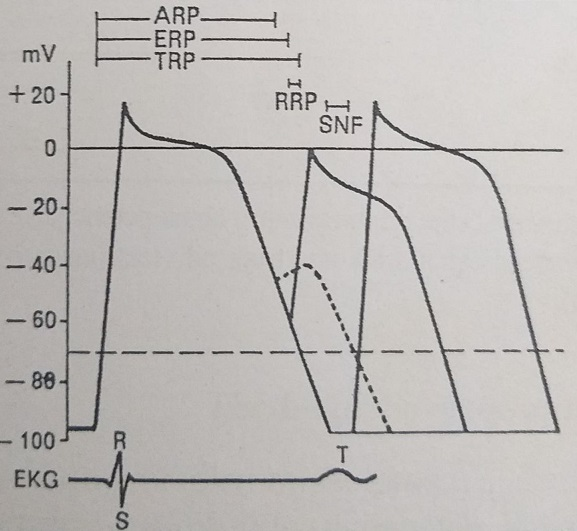 ARP
ERP
TRP
mV
RRP
SNF
+ 20
0
– 20
– 40
– 60
– 80
– 100
R
T
EKG
S